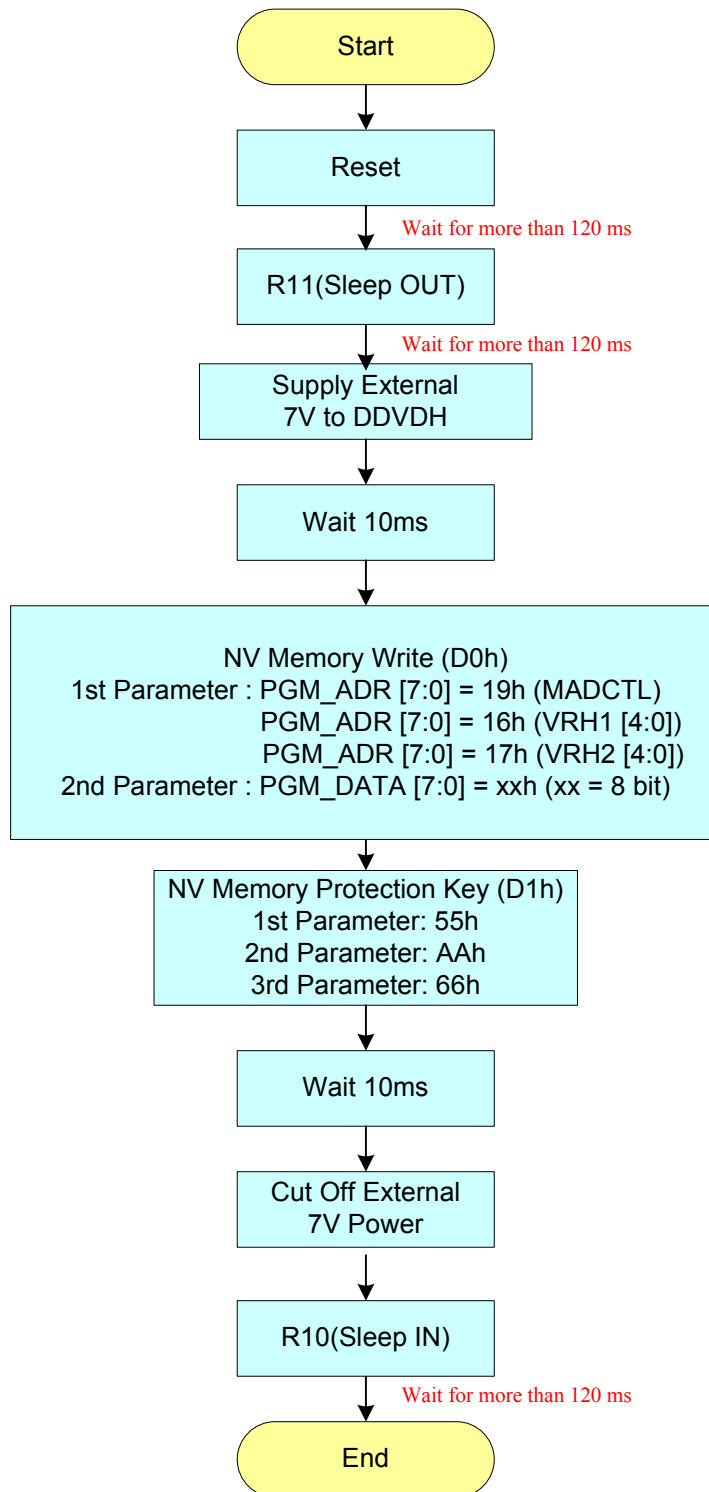 Start
Reset
Wait for more than 120 ms
R11(Sleep OUT)
Wait for more than 120 ms
Supply External
7V to DDVDH
Wait 10ms
NV Memory Write (D0h)
1st Parameter : PGM_ADR [7:0] = 19h (MADCTL)
PGM_ADR [7:0] = 16h (VRH1 [4:0])
PGM_ADR [7:0] = 17h (VRH2 [4:0])
2nd Parameter : PGM_DATA [7:0] = xxh (xx = 8 bit)
NV Memory Protection Key (D1h)
1st Parameter: 55h
2nd Parameter: AAh
3rd Parameter: 66h
Wait 10ms
Cut Off External
7V Power
R10(Sleep IN)
Wait for more than 120 ms
End